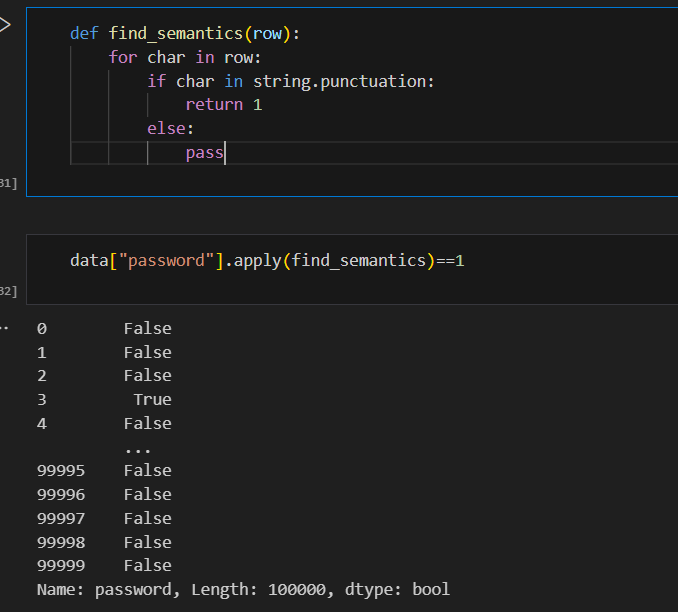 def find_semantics(row):
for char in row:
if char in string.punctuation:
return 1
else:
pass
31]
data["password"].apply(find_semantics)==1
32]
..
0 False
1 False
2 False
3 True
4 False
...
99995 False
99996 False
99997 False
99998 False
99999 False
Name: password, Length: 100000, dtype: bool